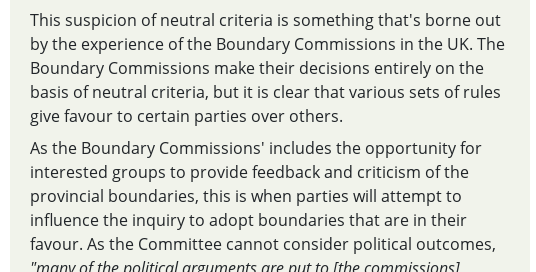 This suspicion of neutral criteria is something that's borne out
by the experience of the Boundary Commissions in the UK. The
Boundary Commissions make their decisions entirely on the
basis of neutral criteria, but it is clear that various sets of rules
give favour to certain parties over others.
As the Boundary Commissions' includes the opportunity for
interested groups to provide feedback and criticism of the
provincial boundaries, this is when parties will attempt to
influence the inquiry to adopt boundaries that are in their
favour. As the Committee cannot consider political outcomes,
"many of the political arguments are put to [the commissions]